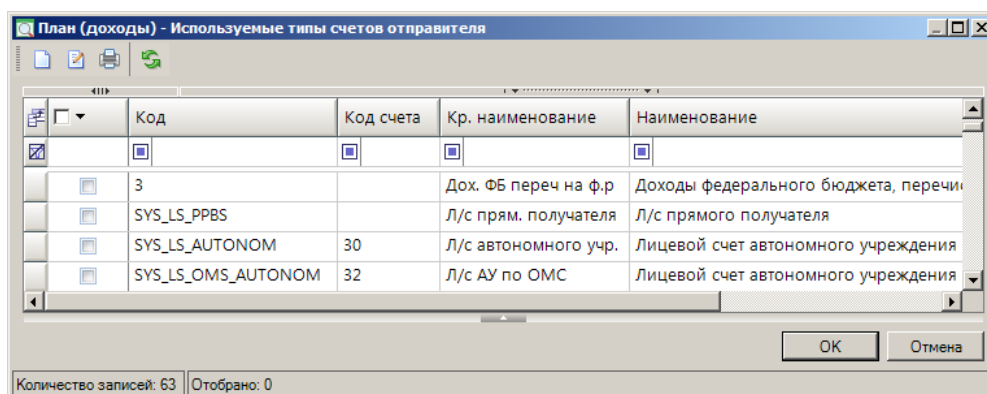 План (доходы) - Используемые типы счетов отправителя
Код Код счета Кр. наименование Наименование
3 Дох. ФБ переч на ф.р Доходы федерального бюджета, перечи
SYS_LS_PPBS Л/с прям. получателя Л/с прямого получателя
SYS_LS_AUTONOM 30 Л/с автономного учр. Лицевой счет автономного учреждения
SYS_LS_OMS_AUTONOM 32 Л/с АУ по ОМС Лицевой счет автономного учреждения
OK Отмена
Количество записей: 63 Отобрано: 0